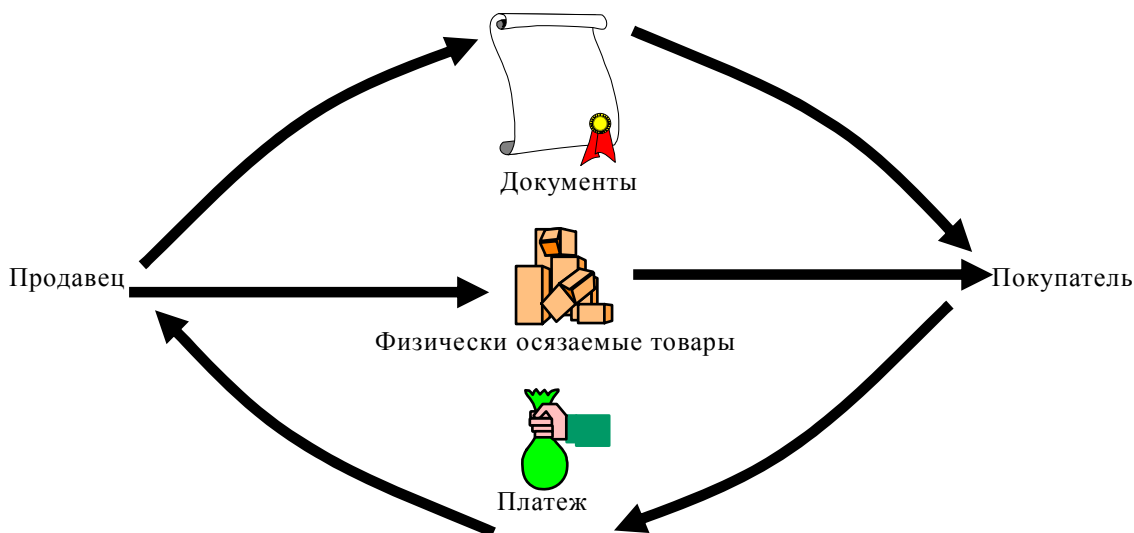 Документы
Продавец
Покупатель
Физически осязаемые товары
Платеж